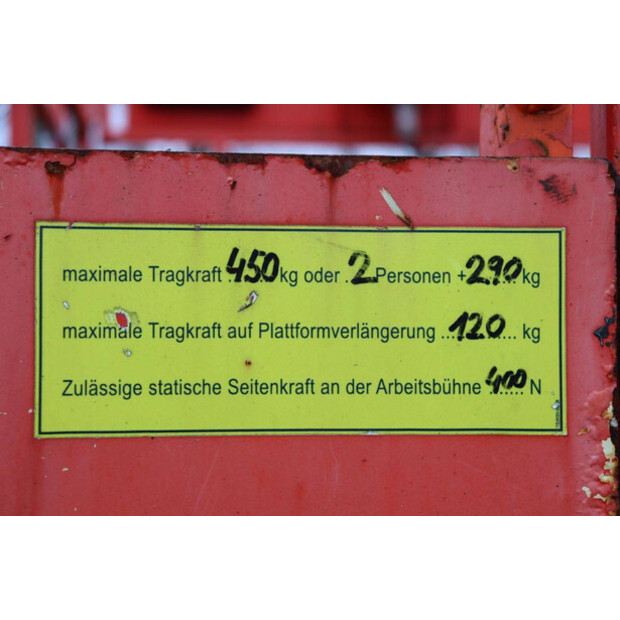 maximale Tragkraft 450 kg oder .2. Personen +290... kg
maximale Tragkraft auf Plattformverlängerung ...120.... kg
Zulässige statische Seitenkraft an der Arbeitsbühne 400 N